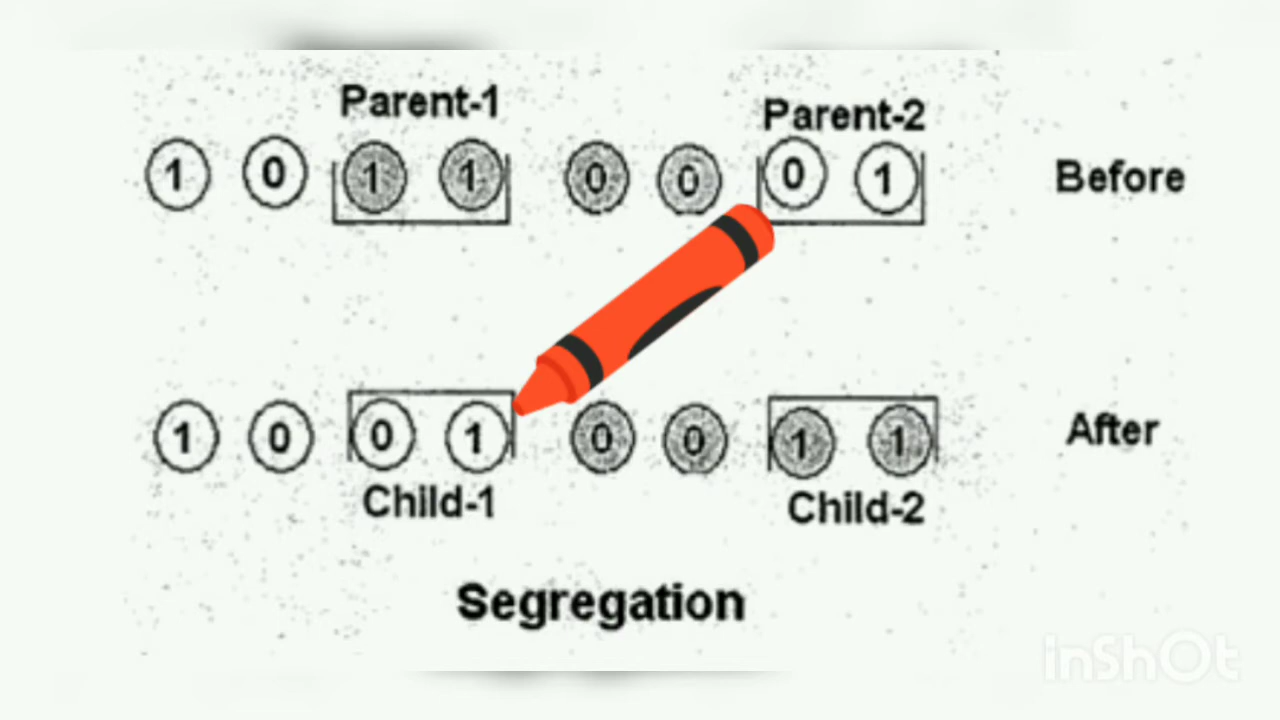 Parent-1 Parent-2
1 0 1 1 0 0 0 1 Before
1 0 0 1 0 0 1 1 After
Child-1 Child-2
Segregation
inShOt